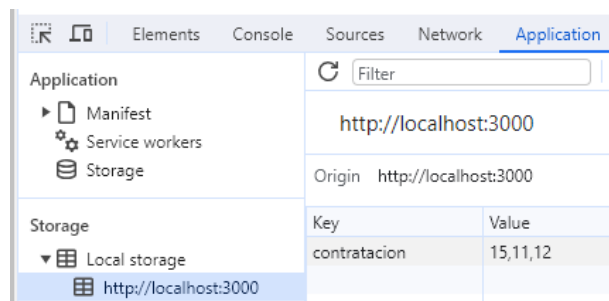 Elements Console Sources Network Application
Application
Manifest
Service workers
Storage
Storage
Local storage
http://localhost:3000
Filter
http://localhost:3000
Origin http://localhost:3000
Key Value
contratacion 15,11,12